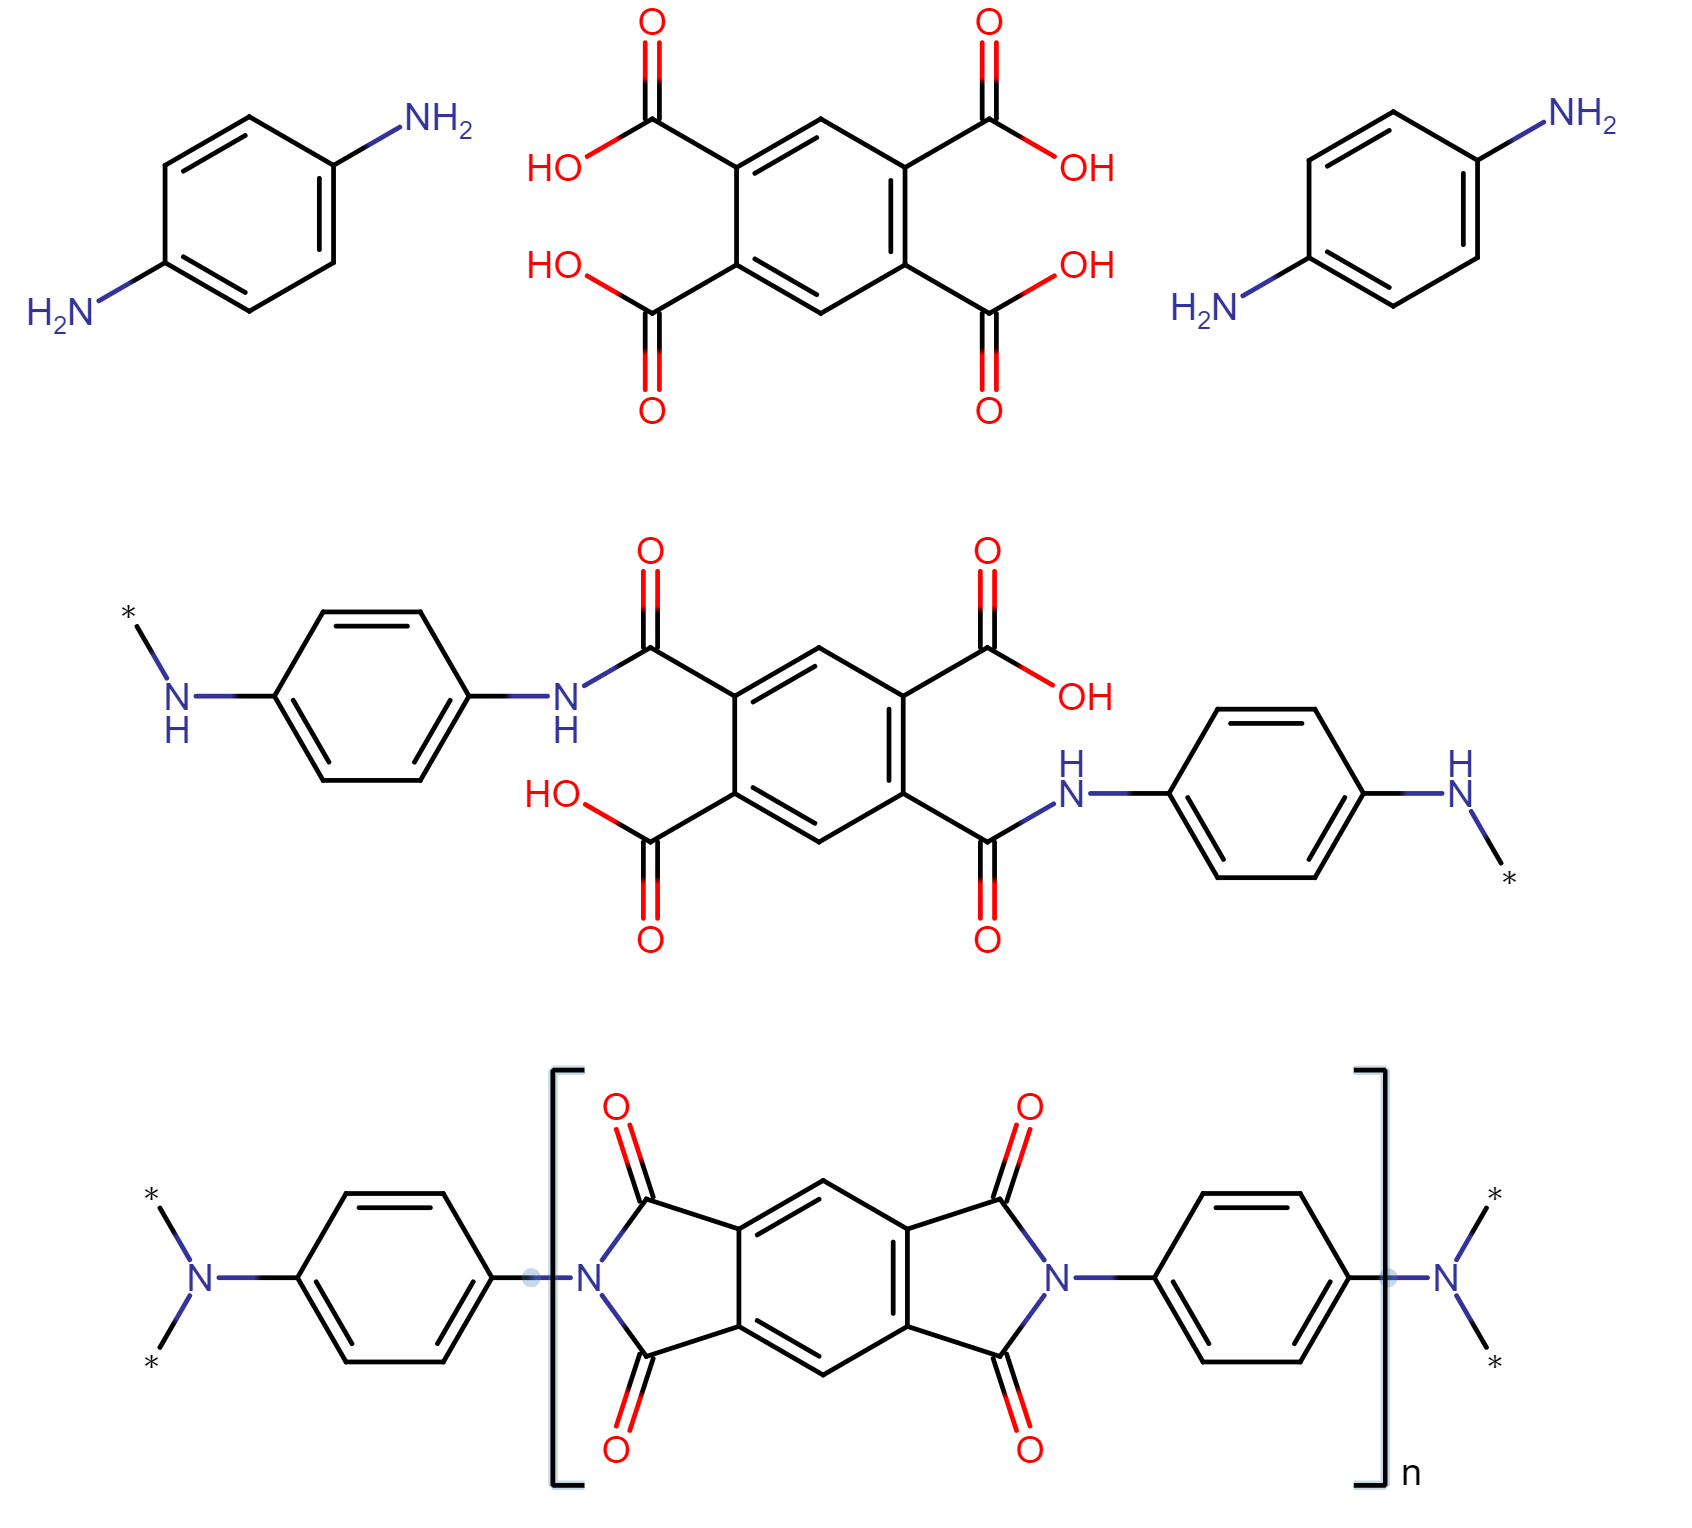 O O
NH2 NH2
HO OH
HO OH
H2N H2N
O O
O O
*
N H N H OH
HO H N H N
*
O O
O O
* *
N N N N
* *
O O
n